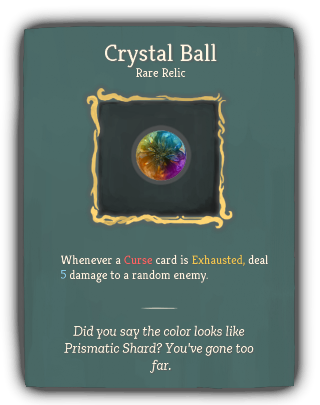 Crystal Ball
Rare Relic
Whenever a Curse card is Exhausted, deal
5 damage to a random enemy.
Did you say the color looks like
Prismatic Shard? You've gone too
far.